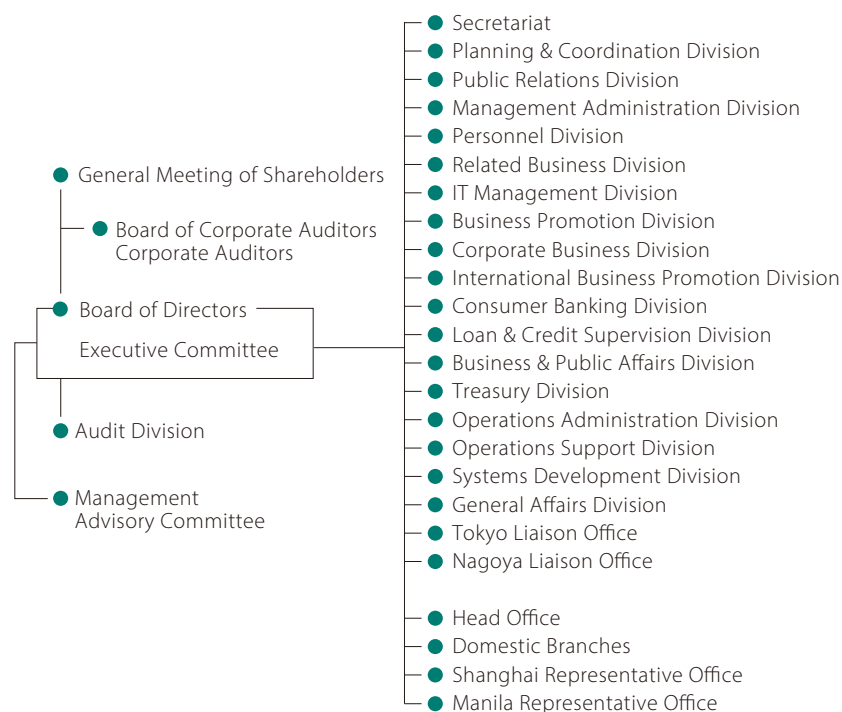 General Meeting of Shareholders
Board of Corporate Auditors
Corporate Auditors
Board of Directors
Executive Committee
Audit Division
Management
Advisory Committee
Secretariat
Planning & Coordination Division
Public Relations Division
Management Administration Division
Personnel Division
Related Business Division
IT Management Division
Business Promotion Division
Corporate Business Division
International Business Promotion Division
Consumer Banking Division
Loan & Credit Supervision Division
Business & Public Affairs Division
Treasury Division
Operations Administration Division
Operations Support Division
Systems Development Division
General Affairs Division
Tokyo Liaison Office
Nagoya Liaison Office
Head Office
Domestic Branches
Shanghai Representative Office
Manila Representative Office